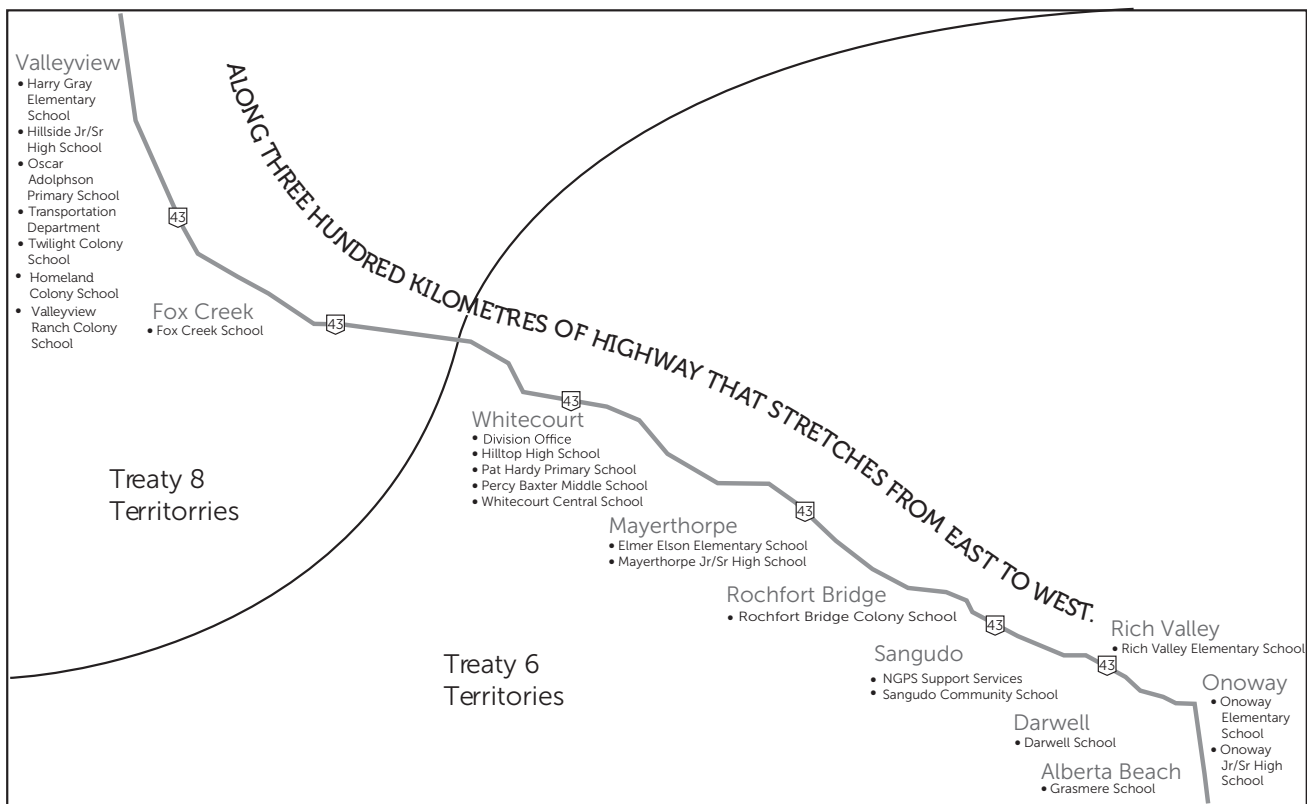 Valleyview
• Harry Gray
Elementary
School
• Hillside Jr/Sr
High School
• Oscar
Adolphson
Primary School
• Transportation
Department
• Twilight Colony
School
• Homeland
Colony School
• Valleyview
Ranch Colony
School
ALONG THREE HUNDRED KILOMETRES OF HIGHWAY THAT STRETCHES FROM EAST TO WEST.
43
Fox Creek
• Fox Creek School
43
43
Whitecourt
• Division Office
• Hilltop High School
• Pat Hardy Primary School
• Percy Baxter Middle School
• Whitecourt Central School
Treaty 8
Territorries
43
Mayerthorpe
• Elmer Elson Elementary School
• Mayerthorpe Jr/Sr High School
Rochfort Bridge
• Rochfort Bridge Colony School
43
Sangudo
• NGPS Support Services
• Sangudo Community School
Treaty 6
Territories
43
Rich Valley
• Rich Valley Elementary School
Onoway
• Onoway
Elementary
School
• Onoway
Jr/Sr High
School
Darwell
• Darwell School
Alberta Beach
• Grasmere School